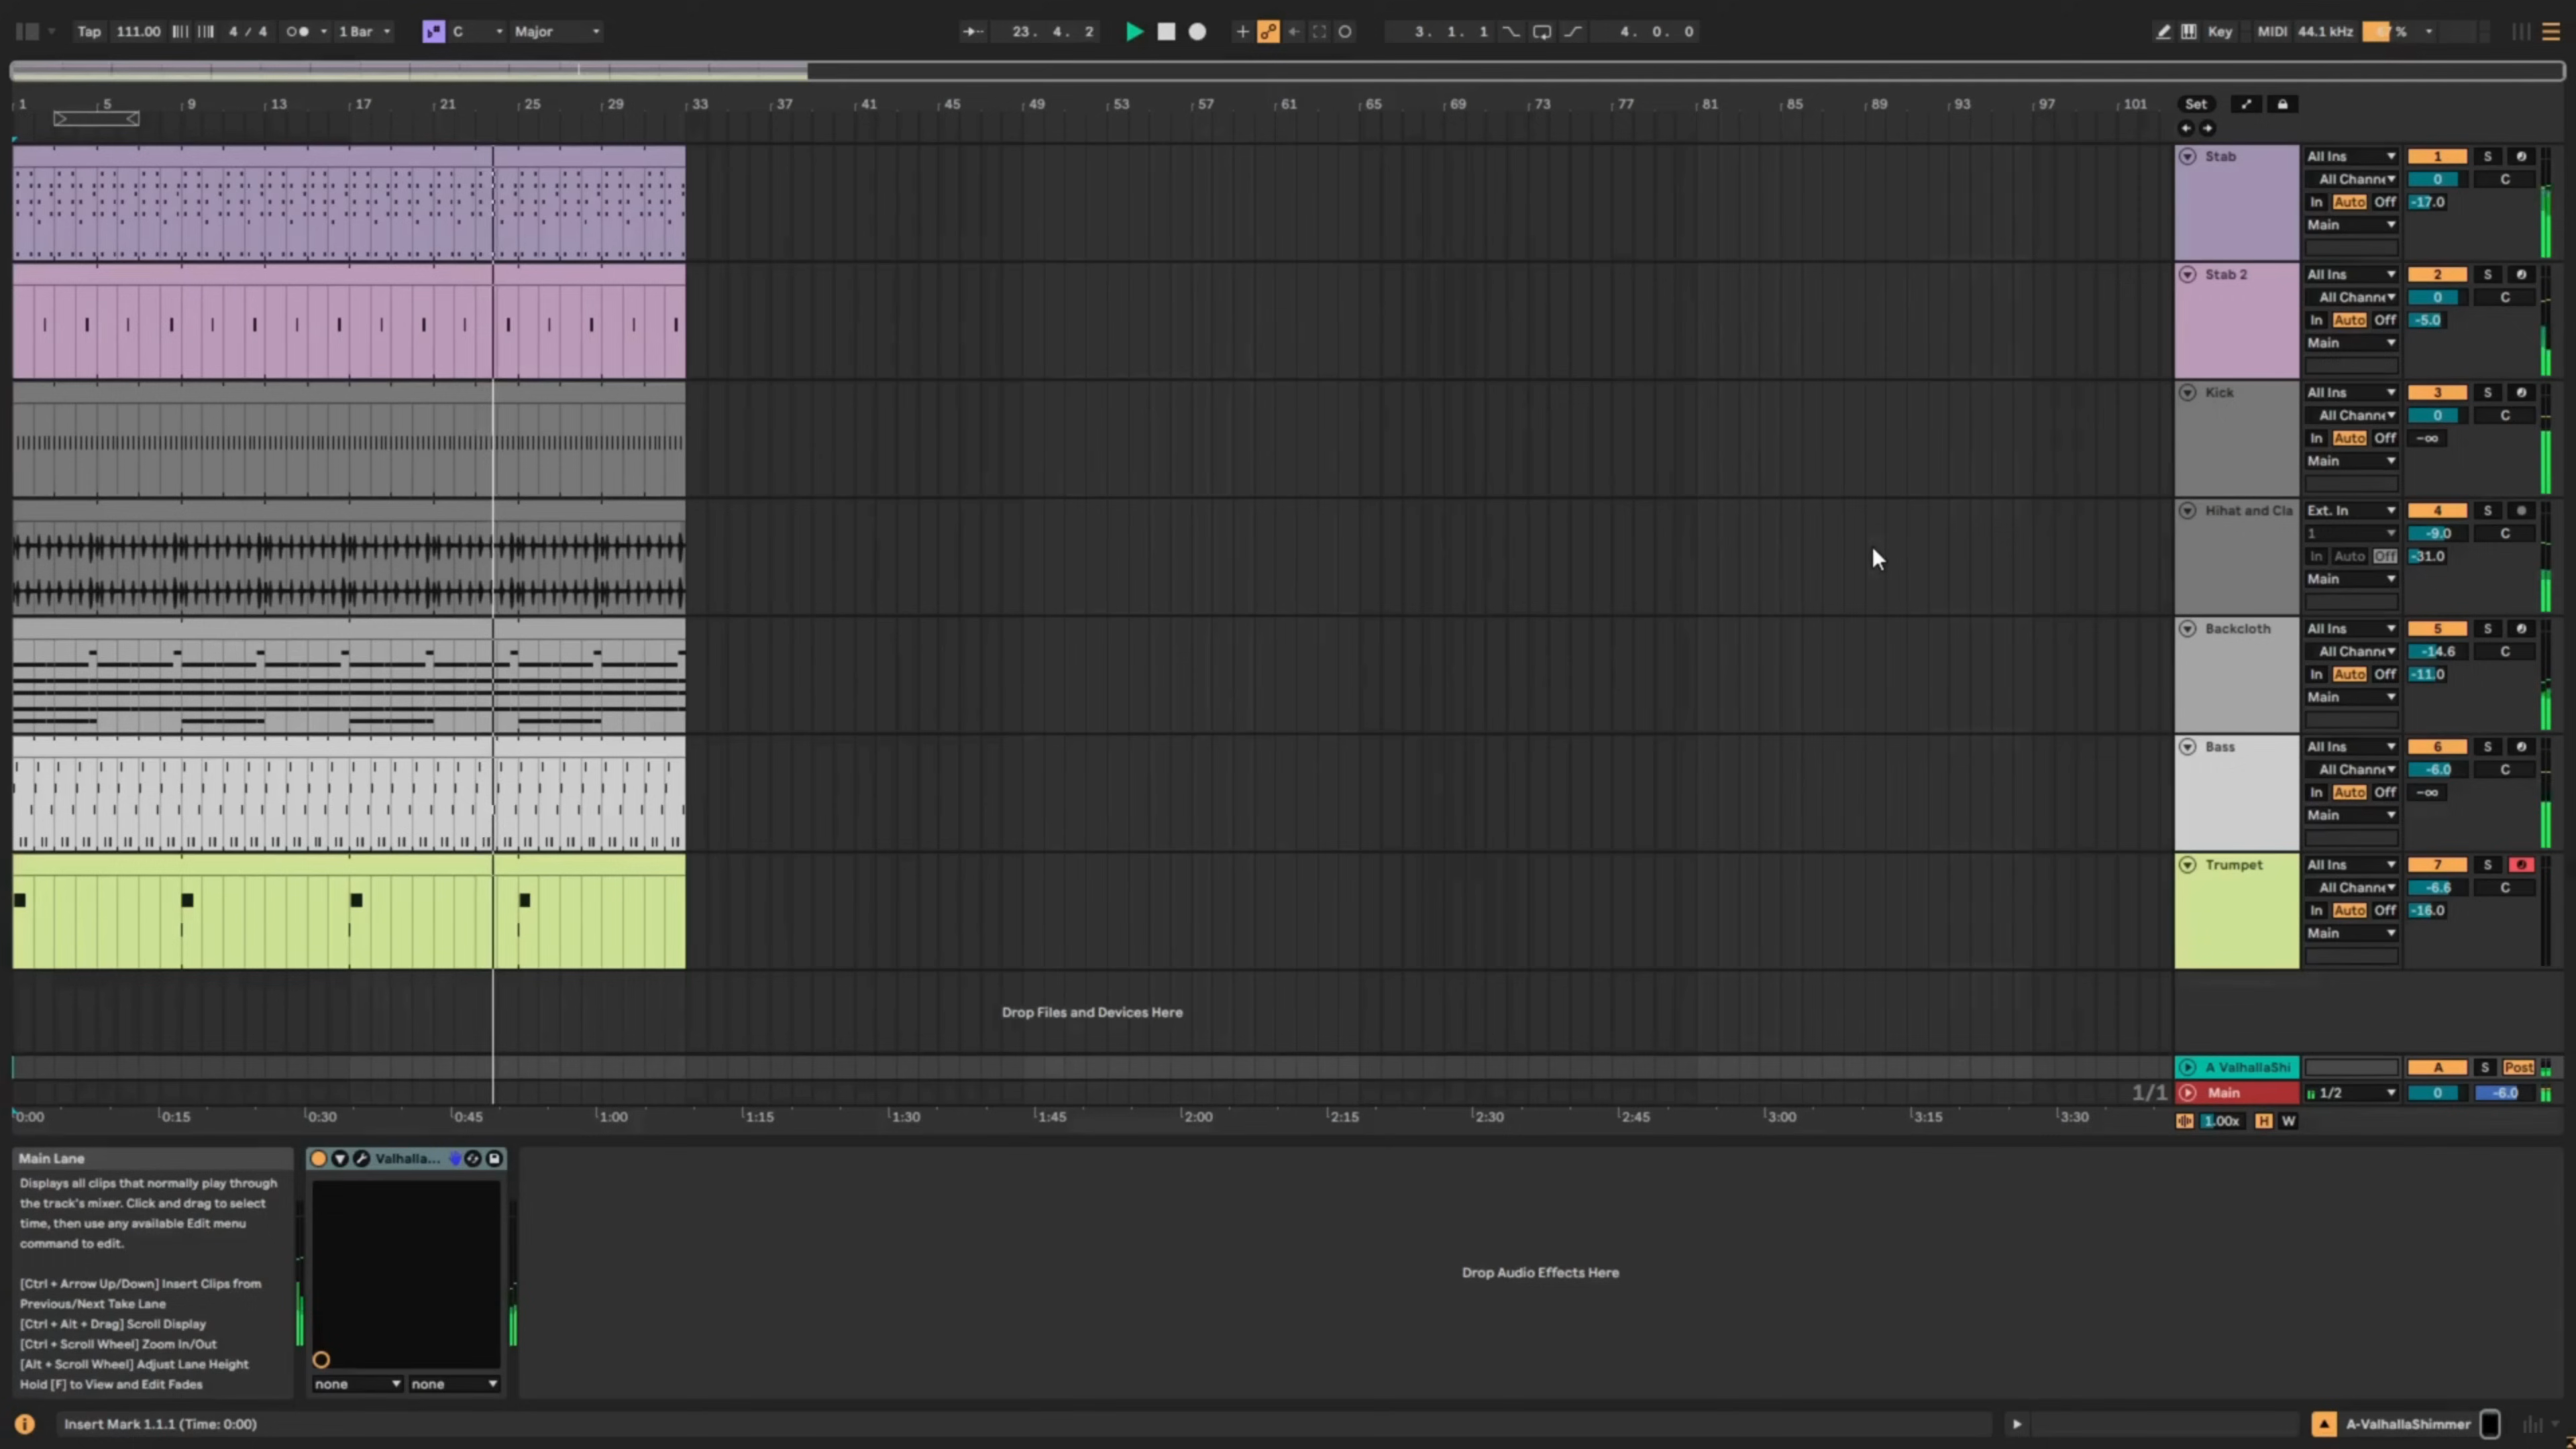 Tap 111.00 4 / 4 1 Bar C Major 23. 4. 2 3. 1. 1 4. 0. 0 Key MIDI 44.1 kHz %
1 5 9 13 17 21 25 29 33 37 41 45 49 53 57 61 65 69 73 77 81 85 89 93 97 101 Set
Stab All Ins 1 S
All Channe 0 C
In Auto Off -17.0
Main
Stab 2 All Ins 2 S
All Channe 0 C
In Auto Off -5.0
Main
Kick All Ins 3 S
All Channe 0 C
In Auto Off -∞
Main
Hihat and Cla Ext. In 4 S
1 -9.0 C
In Auto Off -31.0
Main
Backcloth All Ins 5 S
All Channe -14.6 C
In Auto Off -11.0
Main
Bass All Ins 6 S
All Channe -6.0 C
In Auto Off -∞
Main
Trumpet All Ins 7 S
All Channe -6.6 C
In Auto Off -16.0
Main
Drop Files and Devices Here
A ValhallaShi A S Post
1/1 Main 1/2 0 -6.0
0:00 0:15 0:30 0:45 1:00 1:15 1:30 1:45 2:00 2:15 2:30 2:45 3:00 3:15 3:30 1.00x H W
Main Lane
Displays all clips that normally play through
the track's mixer. Click and drag to select
time, then use any available Edit menu
command to edit.
[Ctrl + Arrow Up/Down] Insert Clips from
Previous/Next Take Lane
[Ctrl + Alt + Drag] Scroll Display
[Ctrl + Scroll Wheel] Zoom In/Out
[Alt + Scroll Wheel] Adjust Lane Height
Hold [F] to View and Edit Fades
Valhalla...
none none
Drop Audio Effects Here
Insert Mark 1.1.1 (Time: 0:00) A-ValhallaShimmer